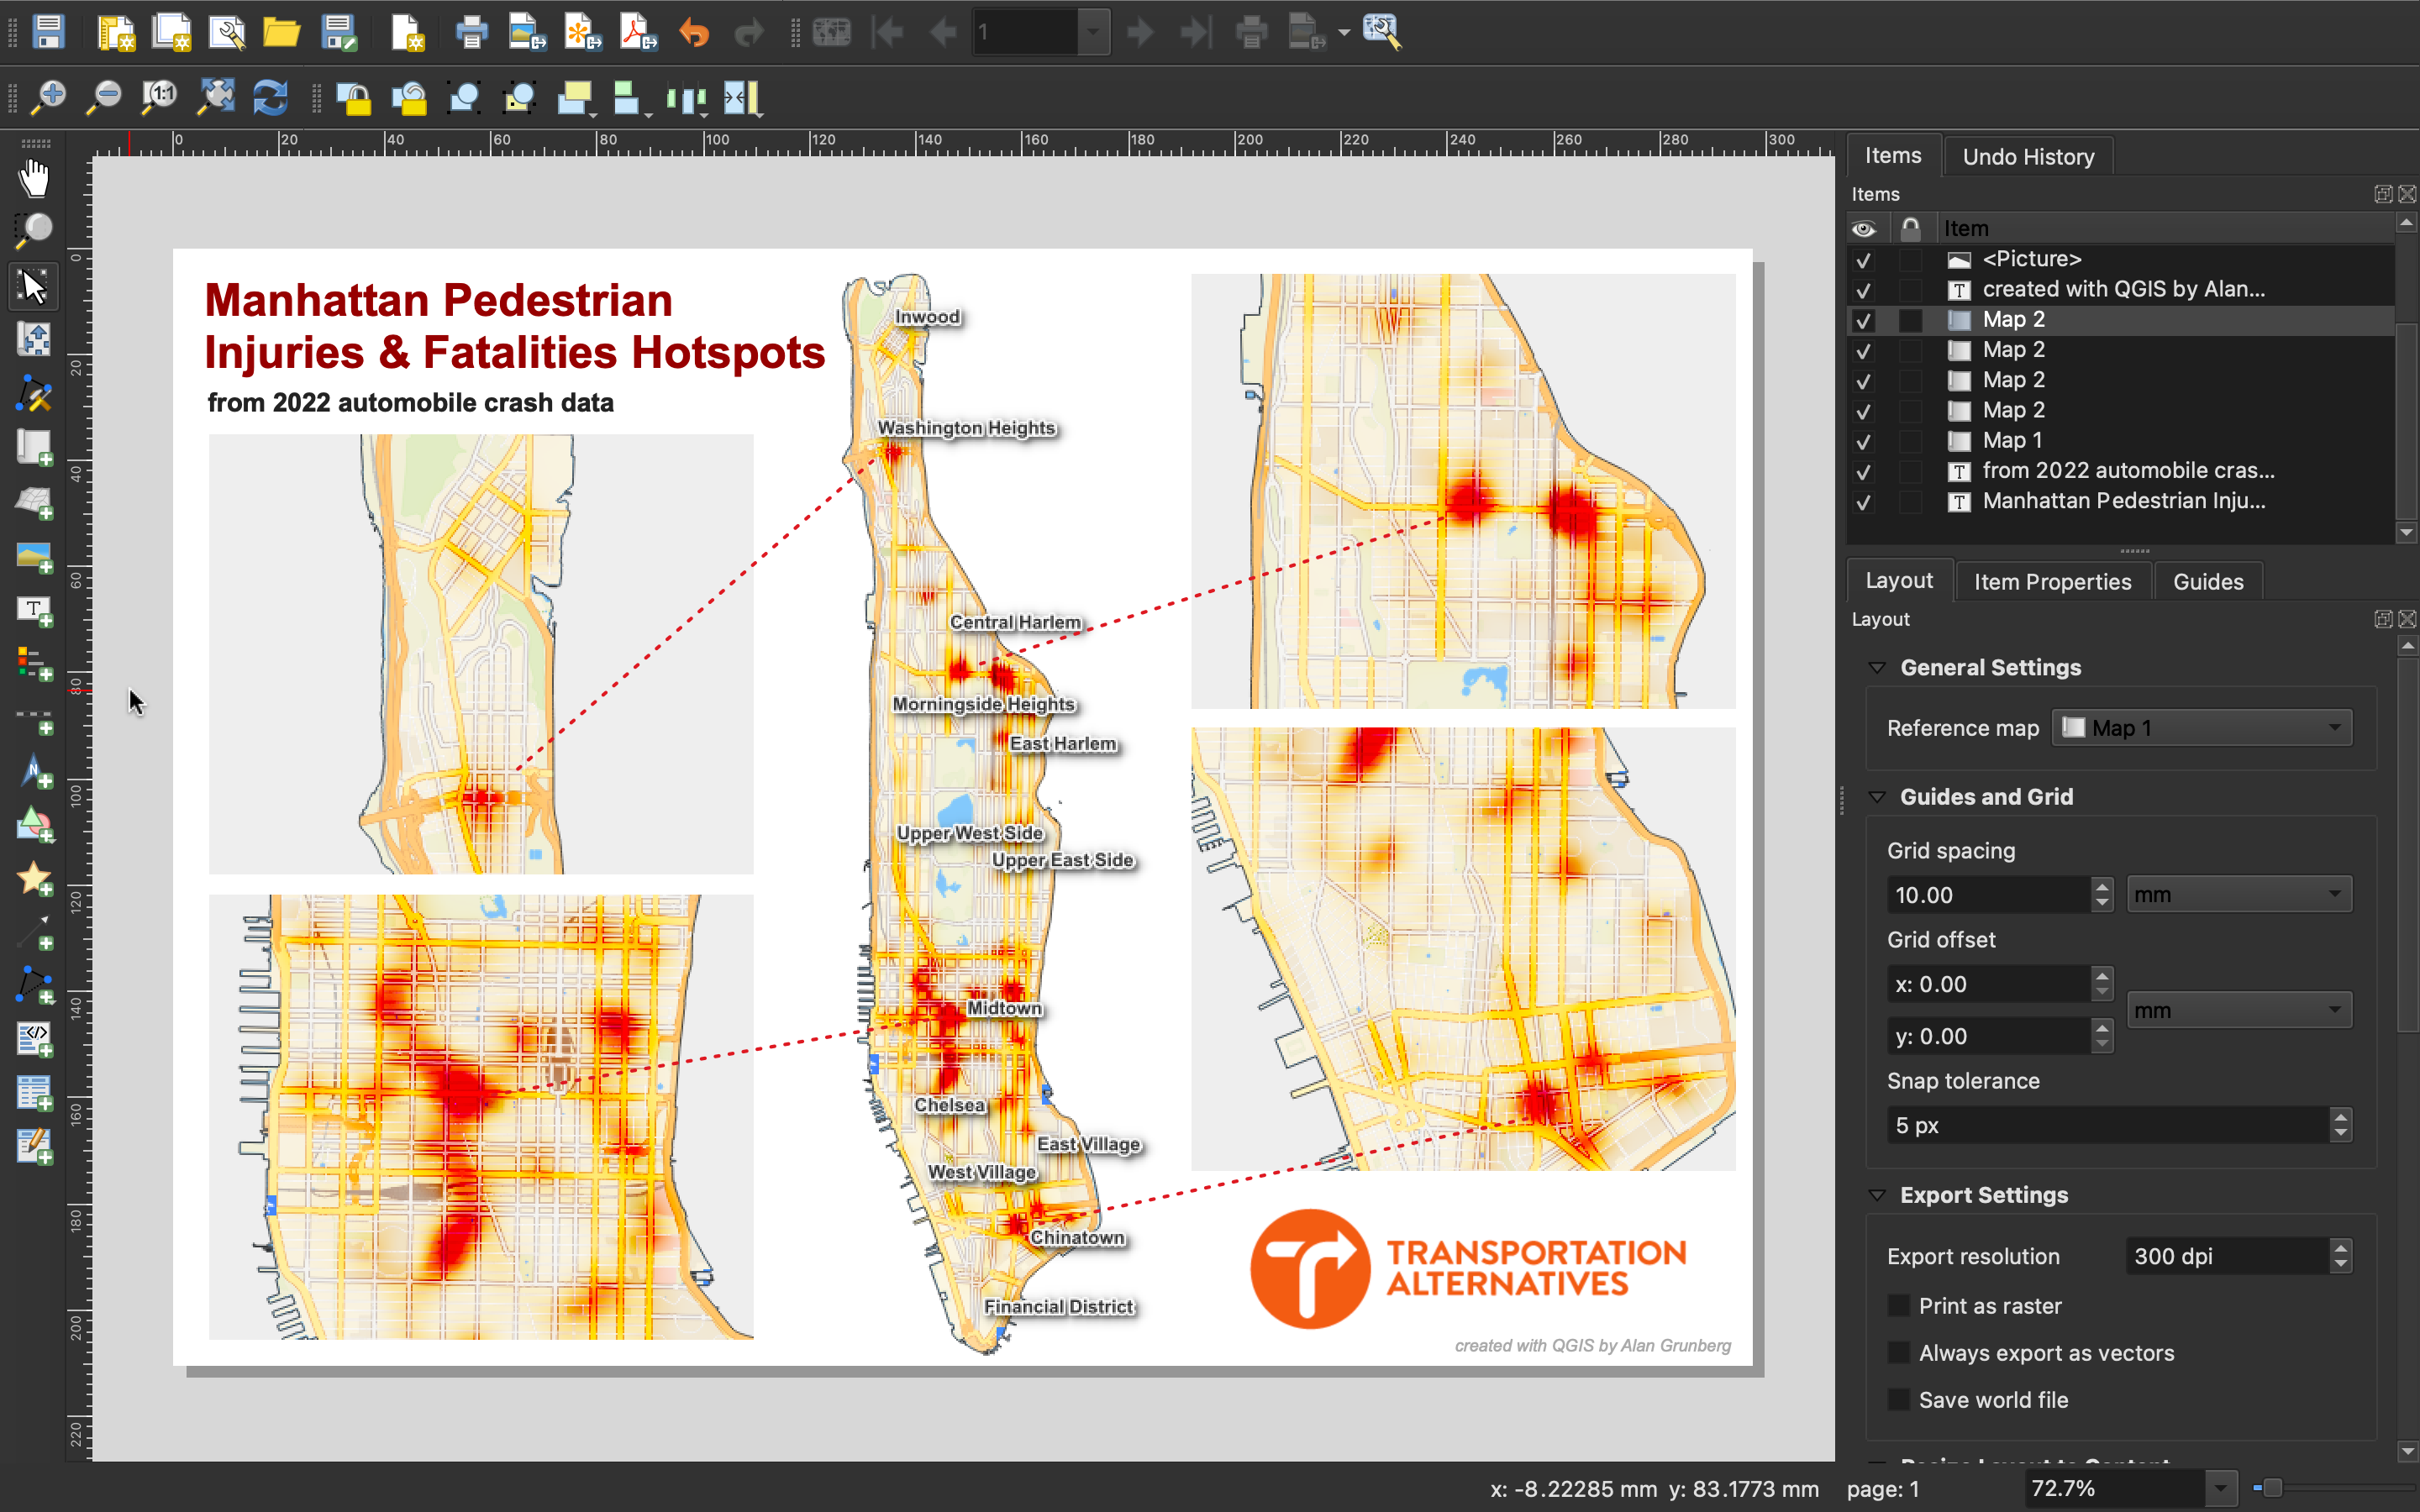 1
1:1
0 20 40 60 80 100 120 140 160 180 200 220 240 260 280 300
0 20 40 60 80 100 120 140 160 180 200 220
Manhattan Pedestrian
Injuries & Fatalities Hotspots
from 2022 automobile crash data
Inwood
Washington Heights
Central Harlem
Morningside Heights
East Harlem
Upper West Side
Upper East Side
Midtown
Chelsea
East Village
West Village
Chinatown
Financial District
TRANSPORTATION
ALTERNATIVES
created with QGIS by Alan Grunberg
Items
Undo History
Items
Item
<Picture>
created with QGIS by Alan...
Map 2
Map 2
Map 2
Map 2
Map 1
from 2022 automobile cras...
Manhattan Pedestrian Inju...
Layout
Item Properties
Guides
Layout
General Settings
Reference map
Map 1
Guides and Grid
Grid spacing
10.00
mm
Grid offset
x: 0.00
mm
y: 0.00
Snap tolerance
5 px
Export Settings
Export resolution
300 dpi
Print as raster
Always export as vectors
Save world file
x: -8.22285 mm y: 83.1773 mm
page: 1
72.7%